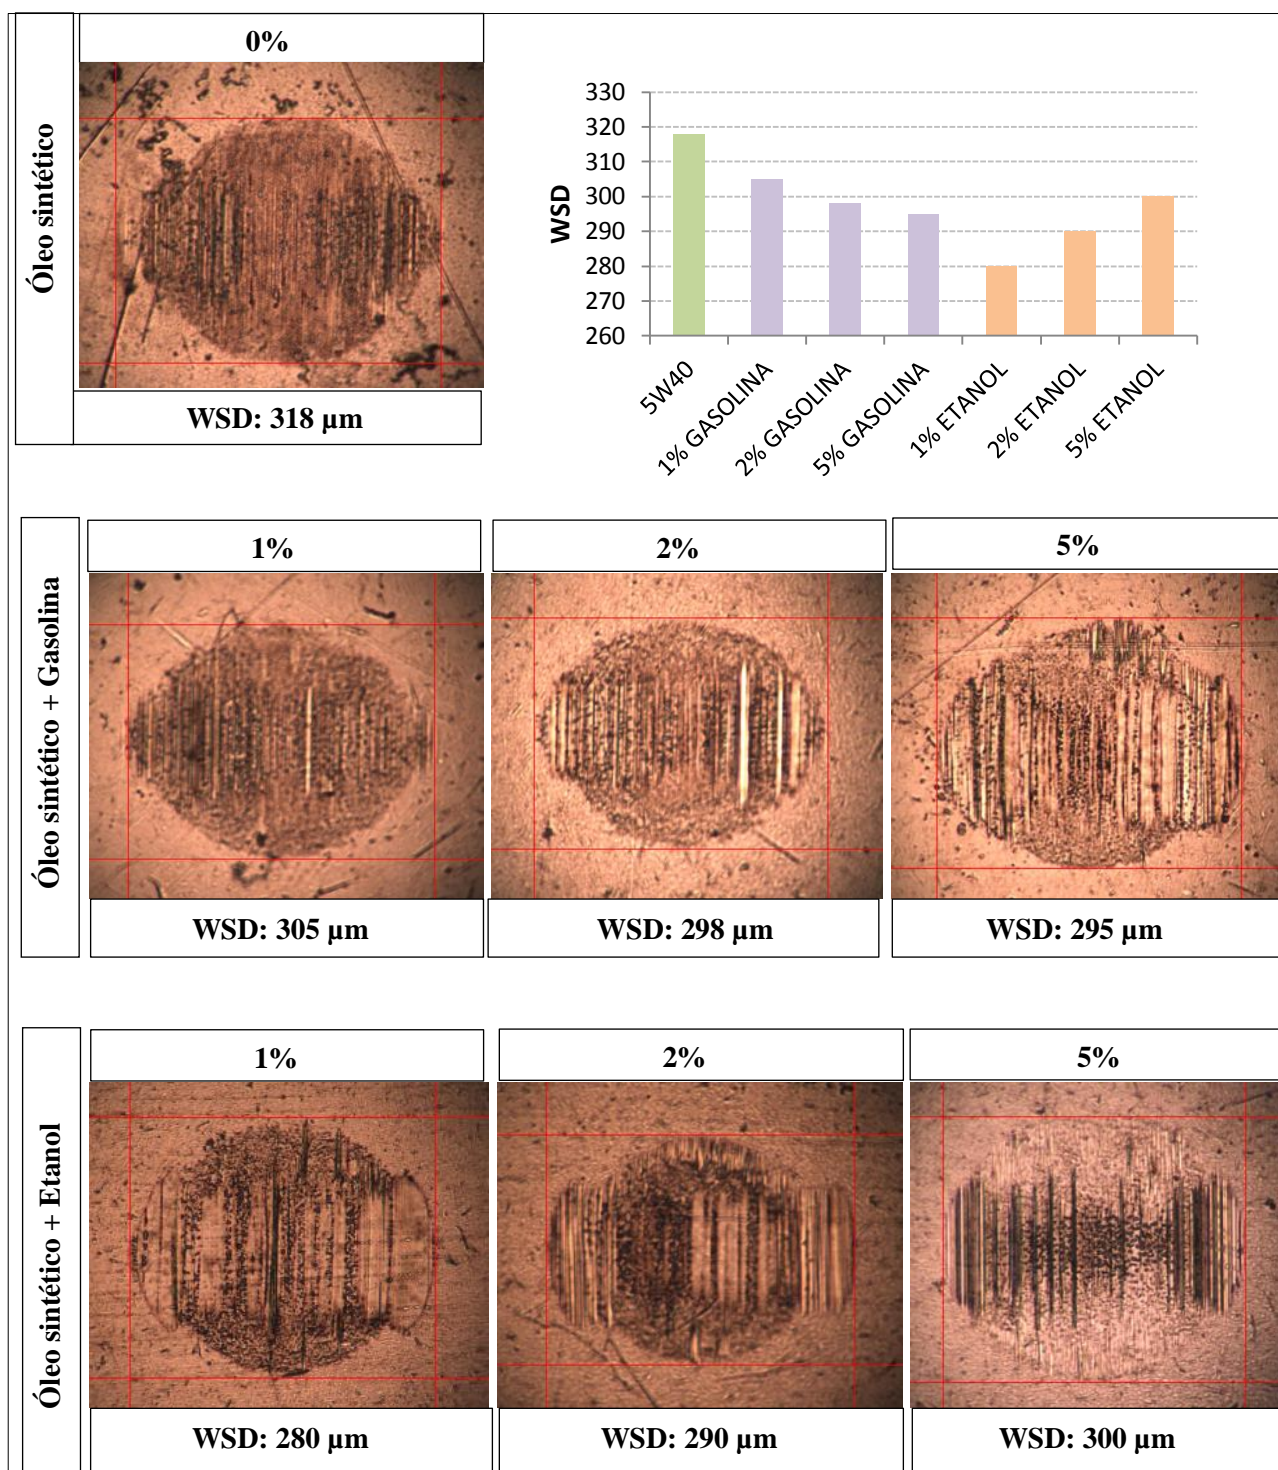 Óleo sintético
0%
WSD: 318 µm
WSD
330
320
310
300
290
280
270
260
5W40
1% GASOLINA
2% GASOLINA
5% GASOLINA
1% ETANOL
2% ETANOL
5% ETANOL
Óleo sintético + Gasolina
1%
2%
5%
WSD: 305 µm
WSD: 298 µm
WSD: 295 µm
Óleo sintético + Etanol
1%
2%
5%
WSD: 280 µm
WSD: 290 µm
WSD: 300 µm